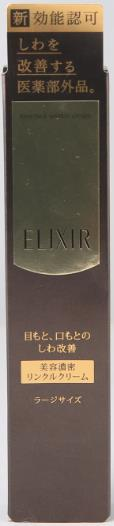 新 効能認可
しわを
改善する
医薬部外品。
ELIXIR
目もと、口もとの
しわ改善
美容濃密
リンクルクリーム
ラージサイズ
ELIXIR